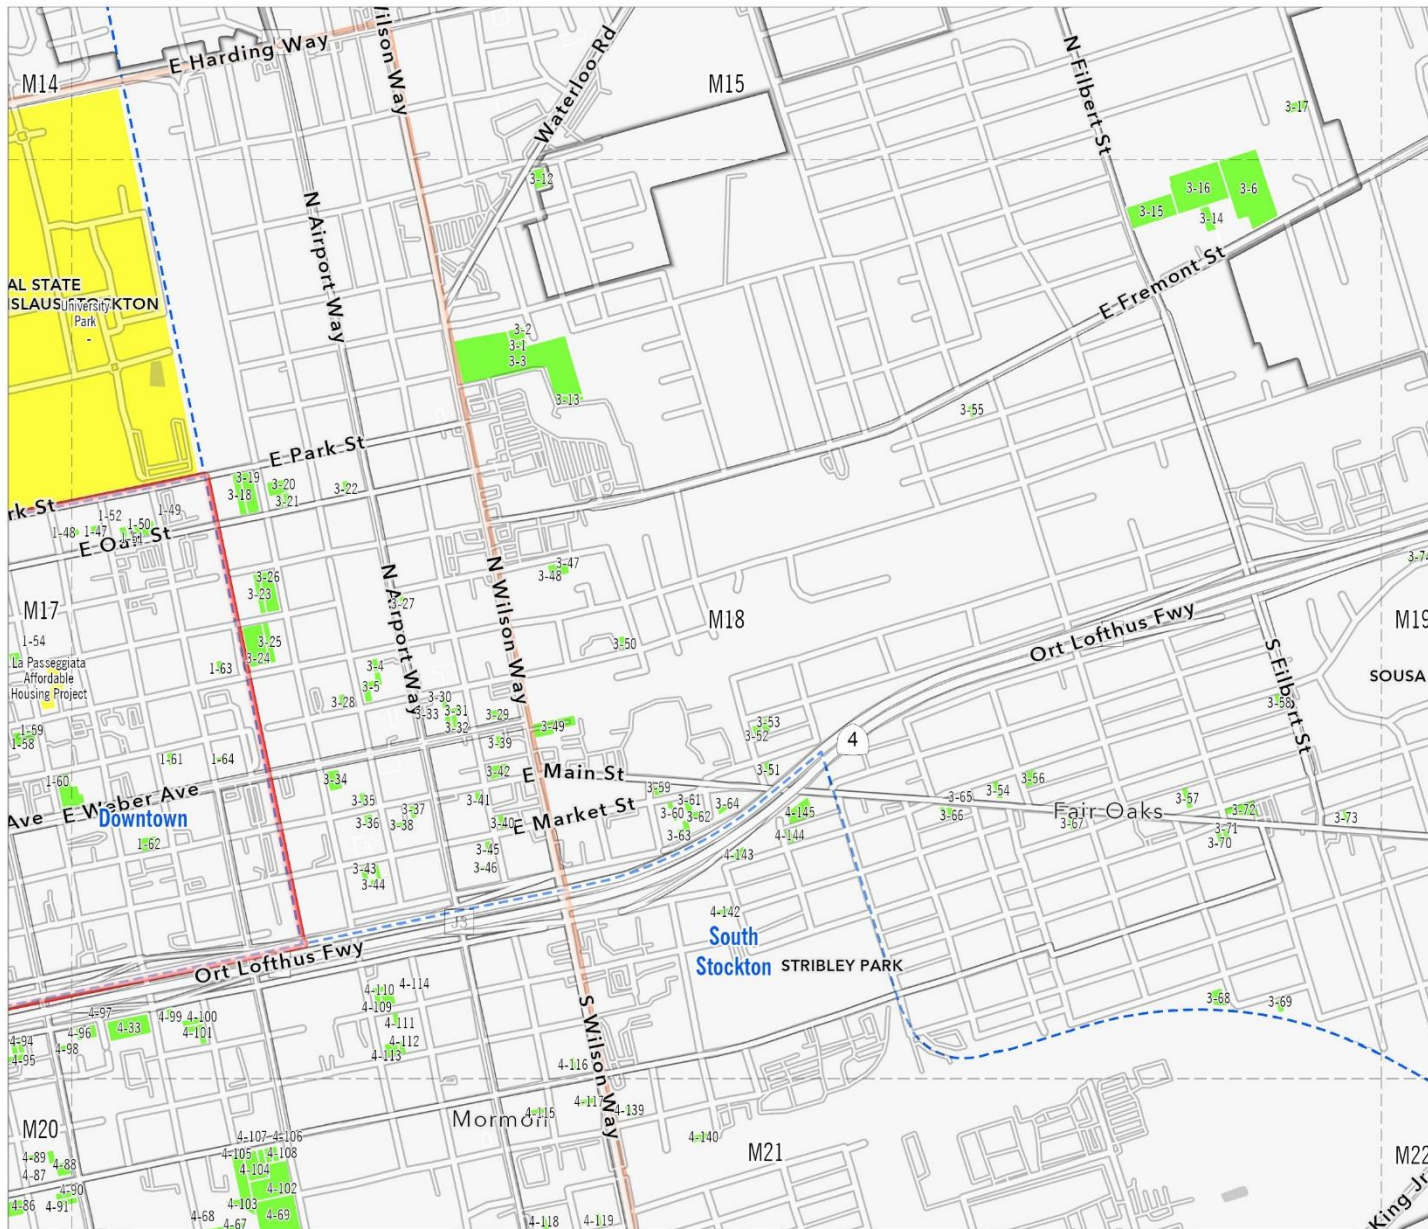 E Harding Way
Wilson Way
Waterloo Rd
N Filbert St
M14
M15
3-17
3-12
3-16
3-6
3-15
3-14
N Airport Way
E Fremont St
AL STATE
ISLAUS STOCKTON
University
Park
-
3-2
3-1
3-3
3-13
3-55
E Park St
3-19
3-18
3-20
3-21
3-22
rk St
1-52
1-49
1-48
1-47
1-50
1-51
E Oak St
N Airport Way
N Wilson Way
3-47
3-48
3-74
3-26
3-23
3-27
M17
M18
M19
Ort Lofthus Fwy
S Filbert St
1-54
3-25
3-24
3-50
La Passeggiata
Affordable
Housing Project
1-63
3-4
3-5
3-28
SOUSA
3-30
3-31
3-33
3-32
3-29
3-49
3-53
3-52
3-58
1-59
1-58
3-39
4
1-61
1-64
1-60
3-34
3-42
E Main St
3-51
E Weber Ave
Ave
Downtown
3-35
3-36
3-37
3-38
3-41
3-40
E Market St
3-59
3-61
3-60
3-62
3-64
3-63
4-145
4-144
3-54
3-56
3-65
3-66
Fair Oaks
3-67
3-57
3-72
3-71
3-70
3-73
1-62
3-45
3-46
3-43
3-44
4-143
4-142
J3
South
Stockton
STRIBLEY PARK
Ort Lofthus Fwy
S Wilson Way
4-110
4-114
4-109
4-111
4-112
4-113
3-68
3-69
4-97
4-96
4-98
4-33
4-99
4-100
4-101
4-94
4-95
4-116
4-117
4-115
4-139
4-140
Mormon
M20
M21
M22
4-107
4-106
4-105
4-108
4-104
4-102
4-103
4-69
4-68
4-67
4-89
4-88
4-87
4-90
4-91
4-86
4-118
4-119
King Jr